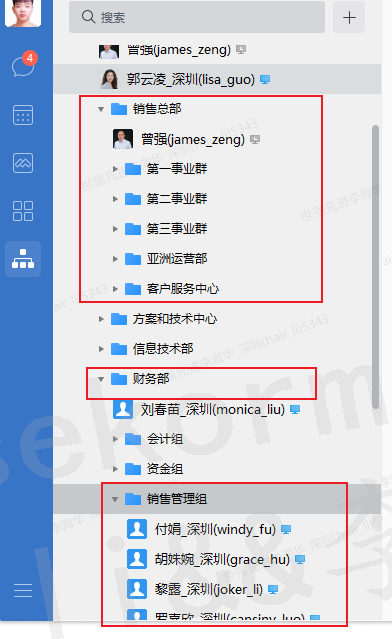 搜索
4
曾强(james_zeng)
郭云凌_深圳(lisa_guo)
销售总部
曾强(james_zeng)
第一事业群
第二事业群
第三事业群
亚洲运营部
客户服务中心
方案和技术中心
信息技术部
财务部
刘春苗_深圳(monica_liu)
会计组
资金组
销售管理组
付娟_深圳(windy_fu)
胡姝婉_深圳(grace_hu)
黎露_深圳(joker_li)
罗嘉欣_深圳(cansiny_luo)
sekorm